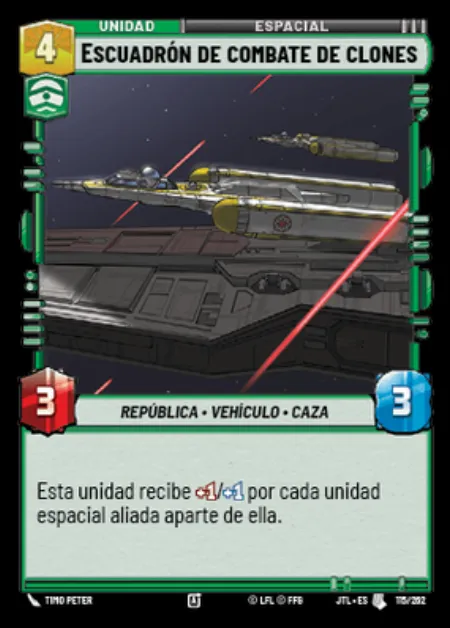 UNIDAD
ESPACIAL
4
ESCUADRÓN DE COMBATE DE CLONES
3
REPÚBLICA • VEHÍCULO • CAZA
3
Esta unidad recibe +1/+1 por cada unidad
espacial aliada aparte de ella.
TIMO PETER
© LFL © FFG
JTL • ES
115/262